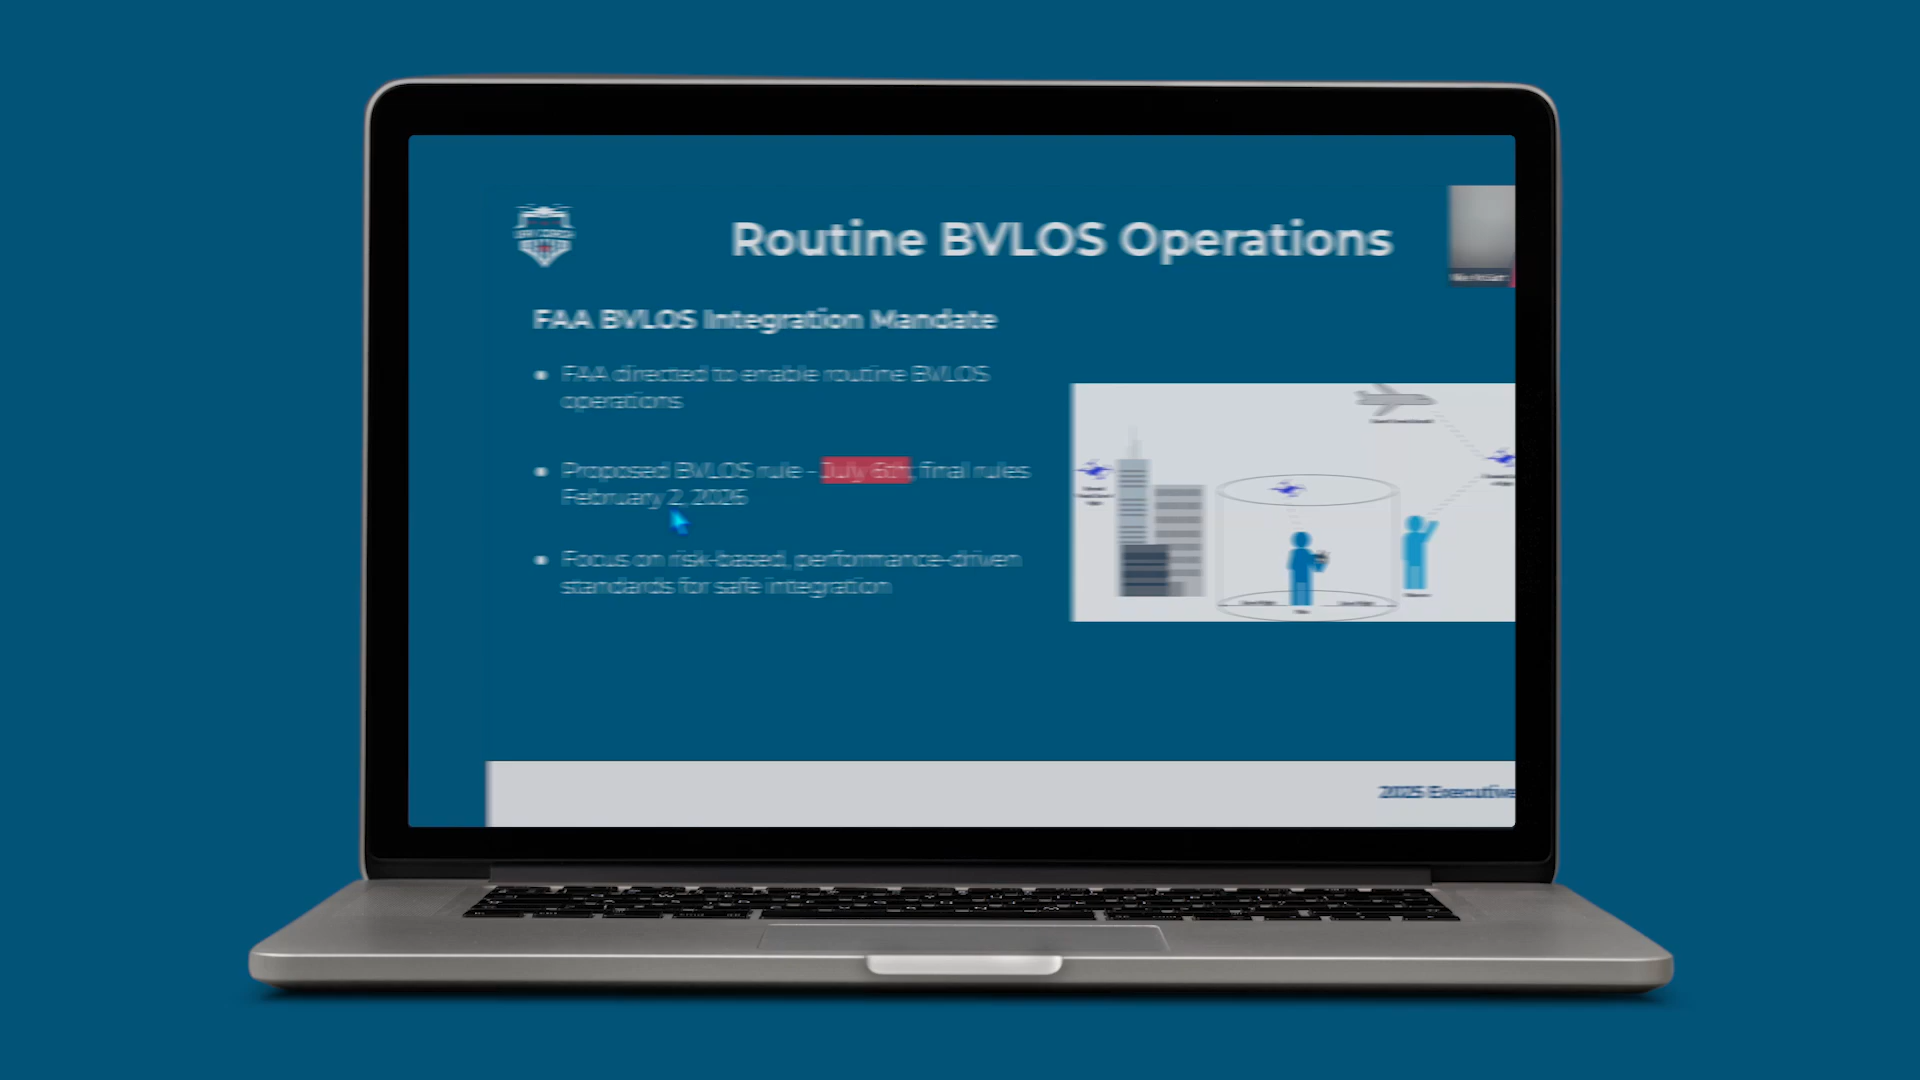 Routine BVLOS Operations
FAA BVLOS Integration Mandate
• FAA directed to enable routine BVLOS
operations
• Proposed BVLOS rule - July 6th, final rules
February 2, 2026
• Focus on risk-based, performance-driven
standards for safe integration
2025 Executive